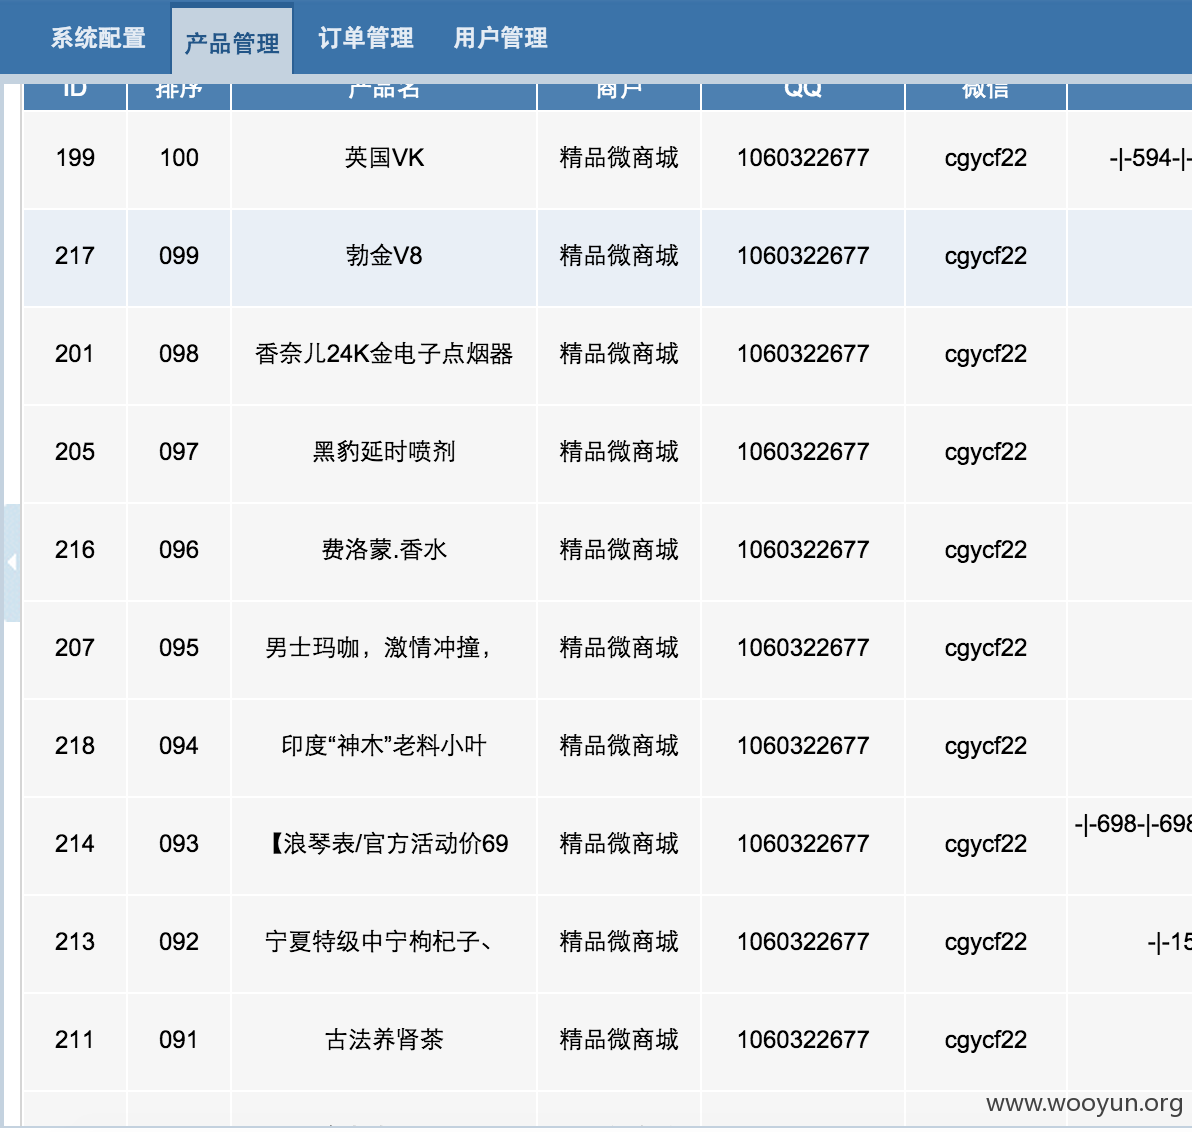 系统配置 产品管理 订单管理 用户管理
ID 排序 产品名 商户 QQ 微信
199 100 英国VK 精品微商城 1060322677 cgycf22 -|-594-|-
217 099 勃金V8 精品微商城 1060322677 cgycf22
201 098 香奈儿24K金电子点烟器 精品微商城 1060322677 cgycf22
205 097 黑豹延时喷剂 精品微商城 1060322677 cgycf22
216 096 费洛蒙.香水 精品微商城 1060322677 cgycf22
207 095 男士玛咖，激情冲撞， 精品微商城 1060322677 cgycf22
218 094 印度“神木”老料小叶 精品微商城 1060322677 cgycf22
214 093 【浪琴表/官方活动价69 精品微商城 1060322677 cgycf22 -|-698-|-698
213 092 宁夏特级中宁枸杞子、 精品微商城 1060322677 cgycf22 -|-15
211 091 古法养肾茶 精品微商城 1060322677 cgycf22
www.wooyun.org